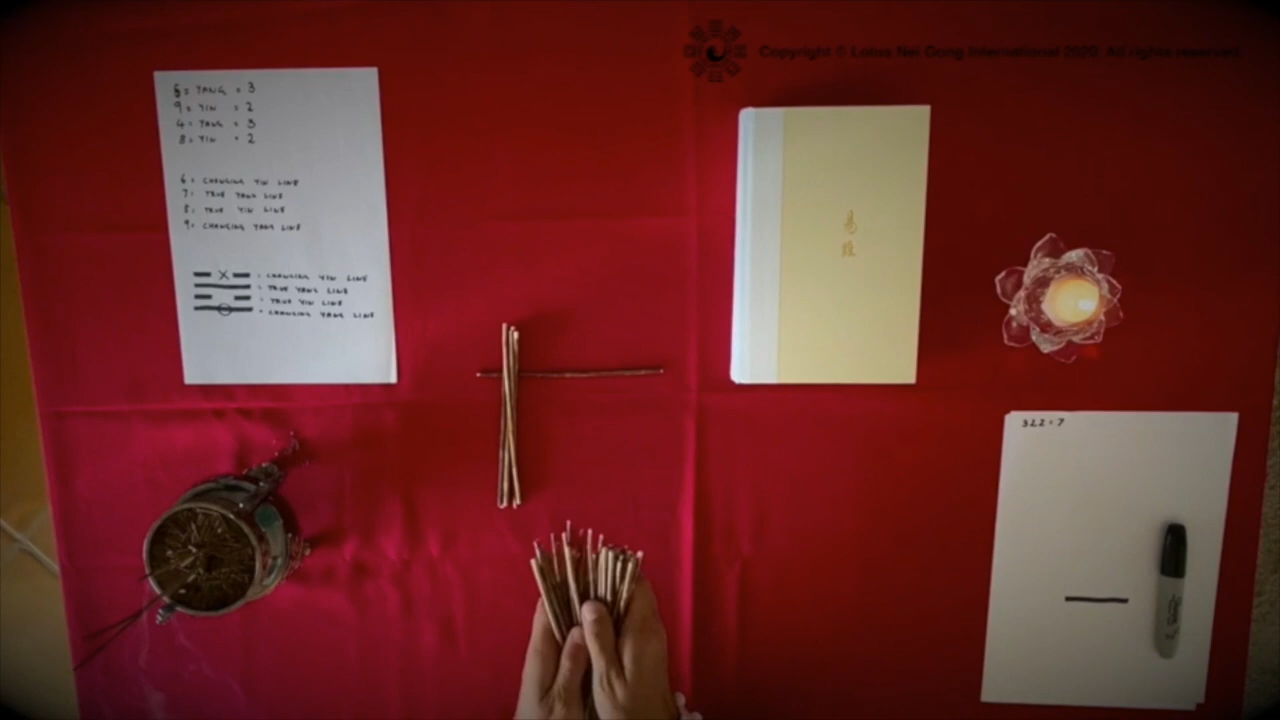 Copyright © Lotus Nei Gong International 2020. All rights reserved.
5 = YANG = 3
9 = YIN = 2
4 = YANG = 3
8 = YIN = 2
6 = CHANGING YIN LINE
7 = TRUE YANG LINE
8 = TRUE YIN LINE
9 = CHANGING YANG LINE
= CHANGING YIN LINE
= TRUE YANG LINE
= TRUE YIN LINE
= CHANGING YANG LINE
易
經
322 = 7
Sharpie